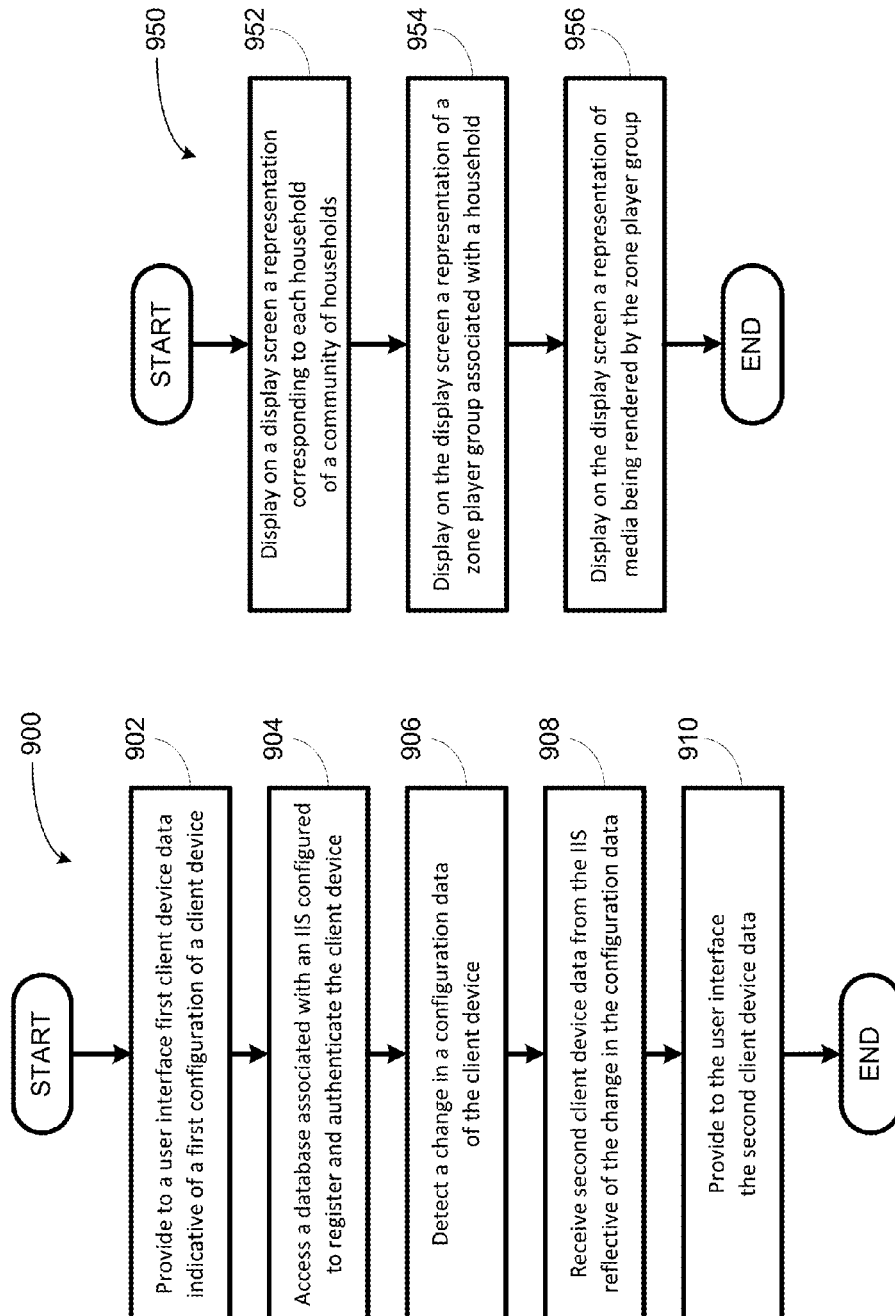 900
START
Provide to a user interface first client device data
indicative of a first configuration of a client device
902
Access a database associated with an IIS configured
to register and authenticate the client device
904
Detect a change in a configuration data
of the client device
906
Receive second client device data from the IIS
reflective of the change in the configuration data
908
Provide to the user interface
the second client device data
910
END
950
START
Display on a display screen a representation
corresponding to each household
of a community of households
952
Display on the display screen a representation of a
zone player group associated with a household
954
Display on the display screen a representation of
media being rendered by the zone player group
956
END